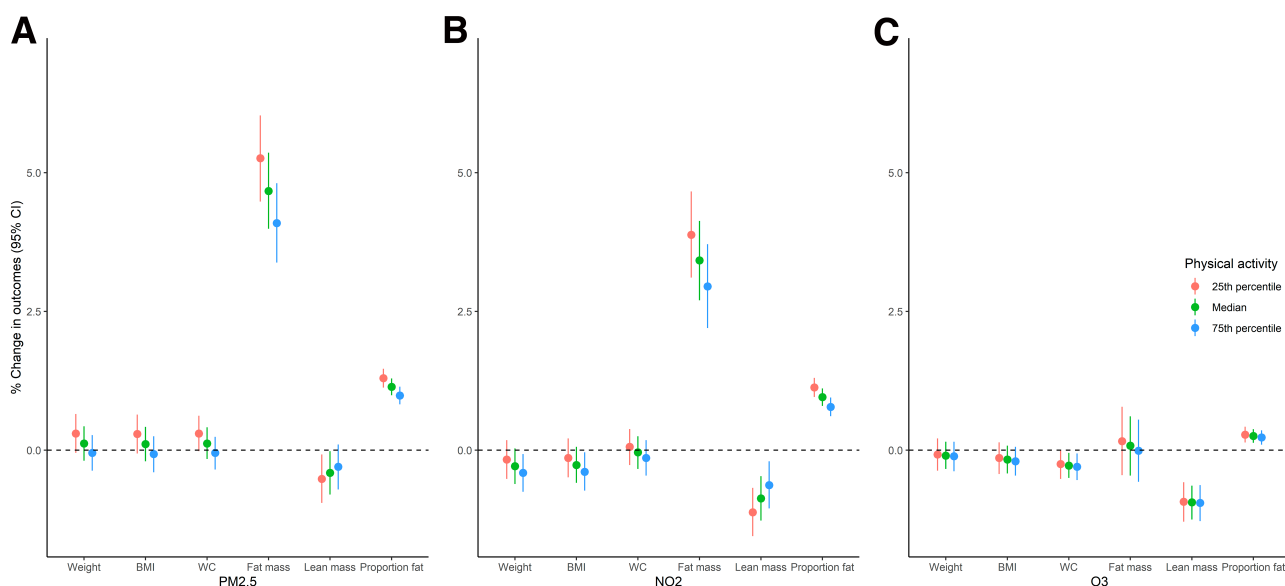 A
B
C
% Change in outcomes (95% CI)
5.0
2.5
0.0
Weight
BMI
WC
Fat mass
Lean mass
Proportion fat
PM2.5
5.0
2.5
0.0
Weight
BMI
WC
Fat mass
Lean mass
Proportion fat
NO2
5.0
2.5
0.0
Weight
BMI
WC
Fat mass
Lean mass
Proportion fat
O3
Physical activity
25th percentile
Median
75th percentile